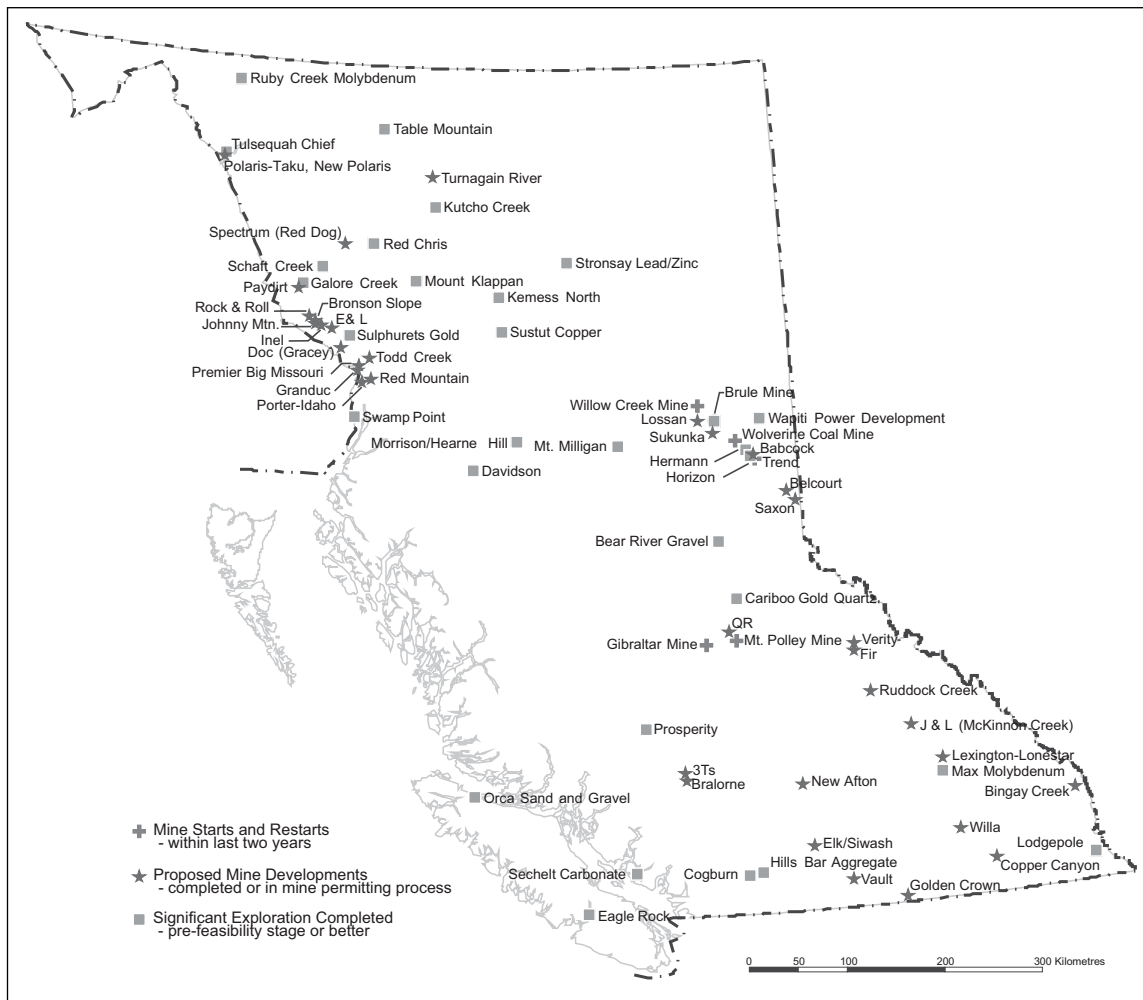 Ruby Creek Molybdenum
Table Mountain
Tulsequah Chief
Polaris-Taku, New Polaris
Turnagain River
Kutcho Creek
Spectrum (Red Dog)
Red Chris
Schaft Creek
Stronsay Lead/Zinc
Paydirt
Galore Creek
Mount Klappan
Kemess North
Rock & Roll
Bronson Slope
Johnny Mtn.
E& L
Inel
Sulphurets Gold
Sustut Copper
Doc (Gracey)
Todd Creek
Premier Big Missouri
Granduc
Red Mountain
Porter-Idaho
Brule Mine
Willow Creek Mine
Swamp Point
Lossan
Wapiti Power Development
Morrison/Hearne Hill
Mt. Milligan
Sukunka
Wolverine Coal Mine
Hermann
Babcock
Trend
Davidson
Horizon
Belcourt
Saxon
Bear River Gravel
Cariboo Gold Quartz
QR
Gibraltar Mine
Mt. Polley Mine
Verity
Fir
Ruddock Creek
Prosperity
J & L (McKinnon Creek)
Lexington-Lonestar
3Ts
Max Molybdenum
Bralorne
New Afton
Bingay Creek
Orca Sand and Gravel
Willa
Mine Starts and Restarts
- within last two years
Elk/Siwash
Lodgepole
Hills Bar Aggregate
Copper Canyon
Proposed Mine Developments
- completed or in mine permitting process
Sechelt Carbonate
Cogburn
Vault
Golden Crown
Significant Exploration Completed
- pre-feasibility stage or better
Eagle Rock
0 50 100 200 300 Kilometres